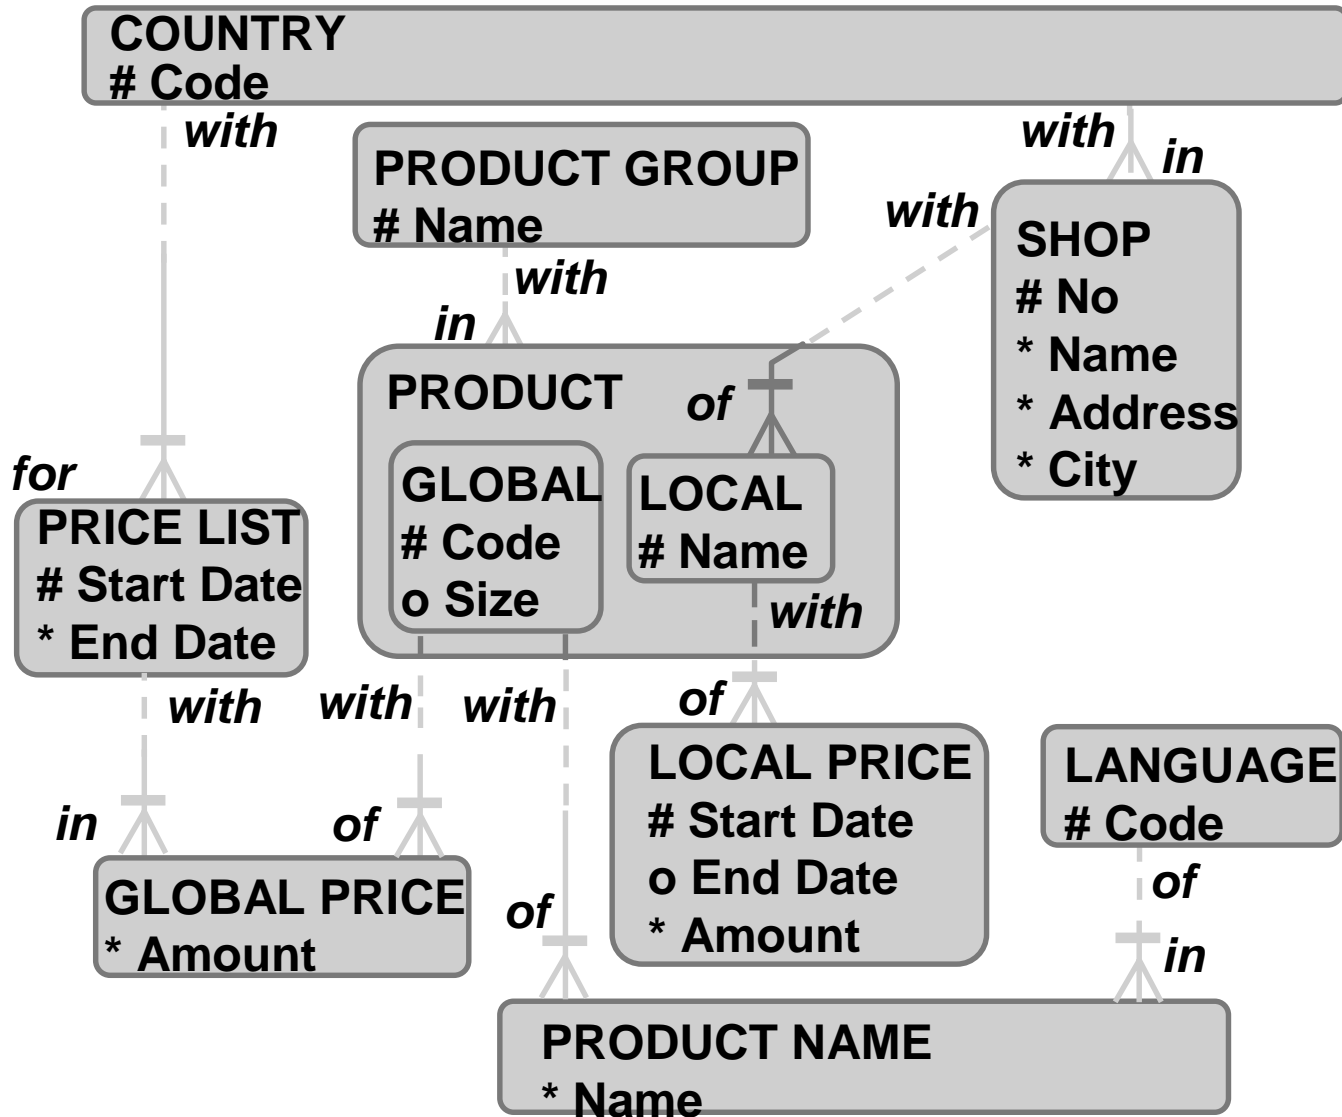 COUNTRY
# Code
with
with
in
PRODUCT GROUP
# Name
with
in
with
SHOP
# No
* Name
* Address
* City
PRODUCT
of
GLOBAL
# Code
o Size
LOCAL
# Name
for
PRICE LIST
# Start Date
* End Date
with
with
with
with
of
in
of
GLOBAL PRICE
* Amount
of
LOCAL PRICE
# Start Date
o End Date
* Amount
LANGUAGE
# Code
of
in
PRODUCT NAME
* Name